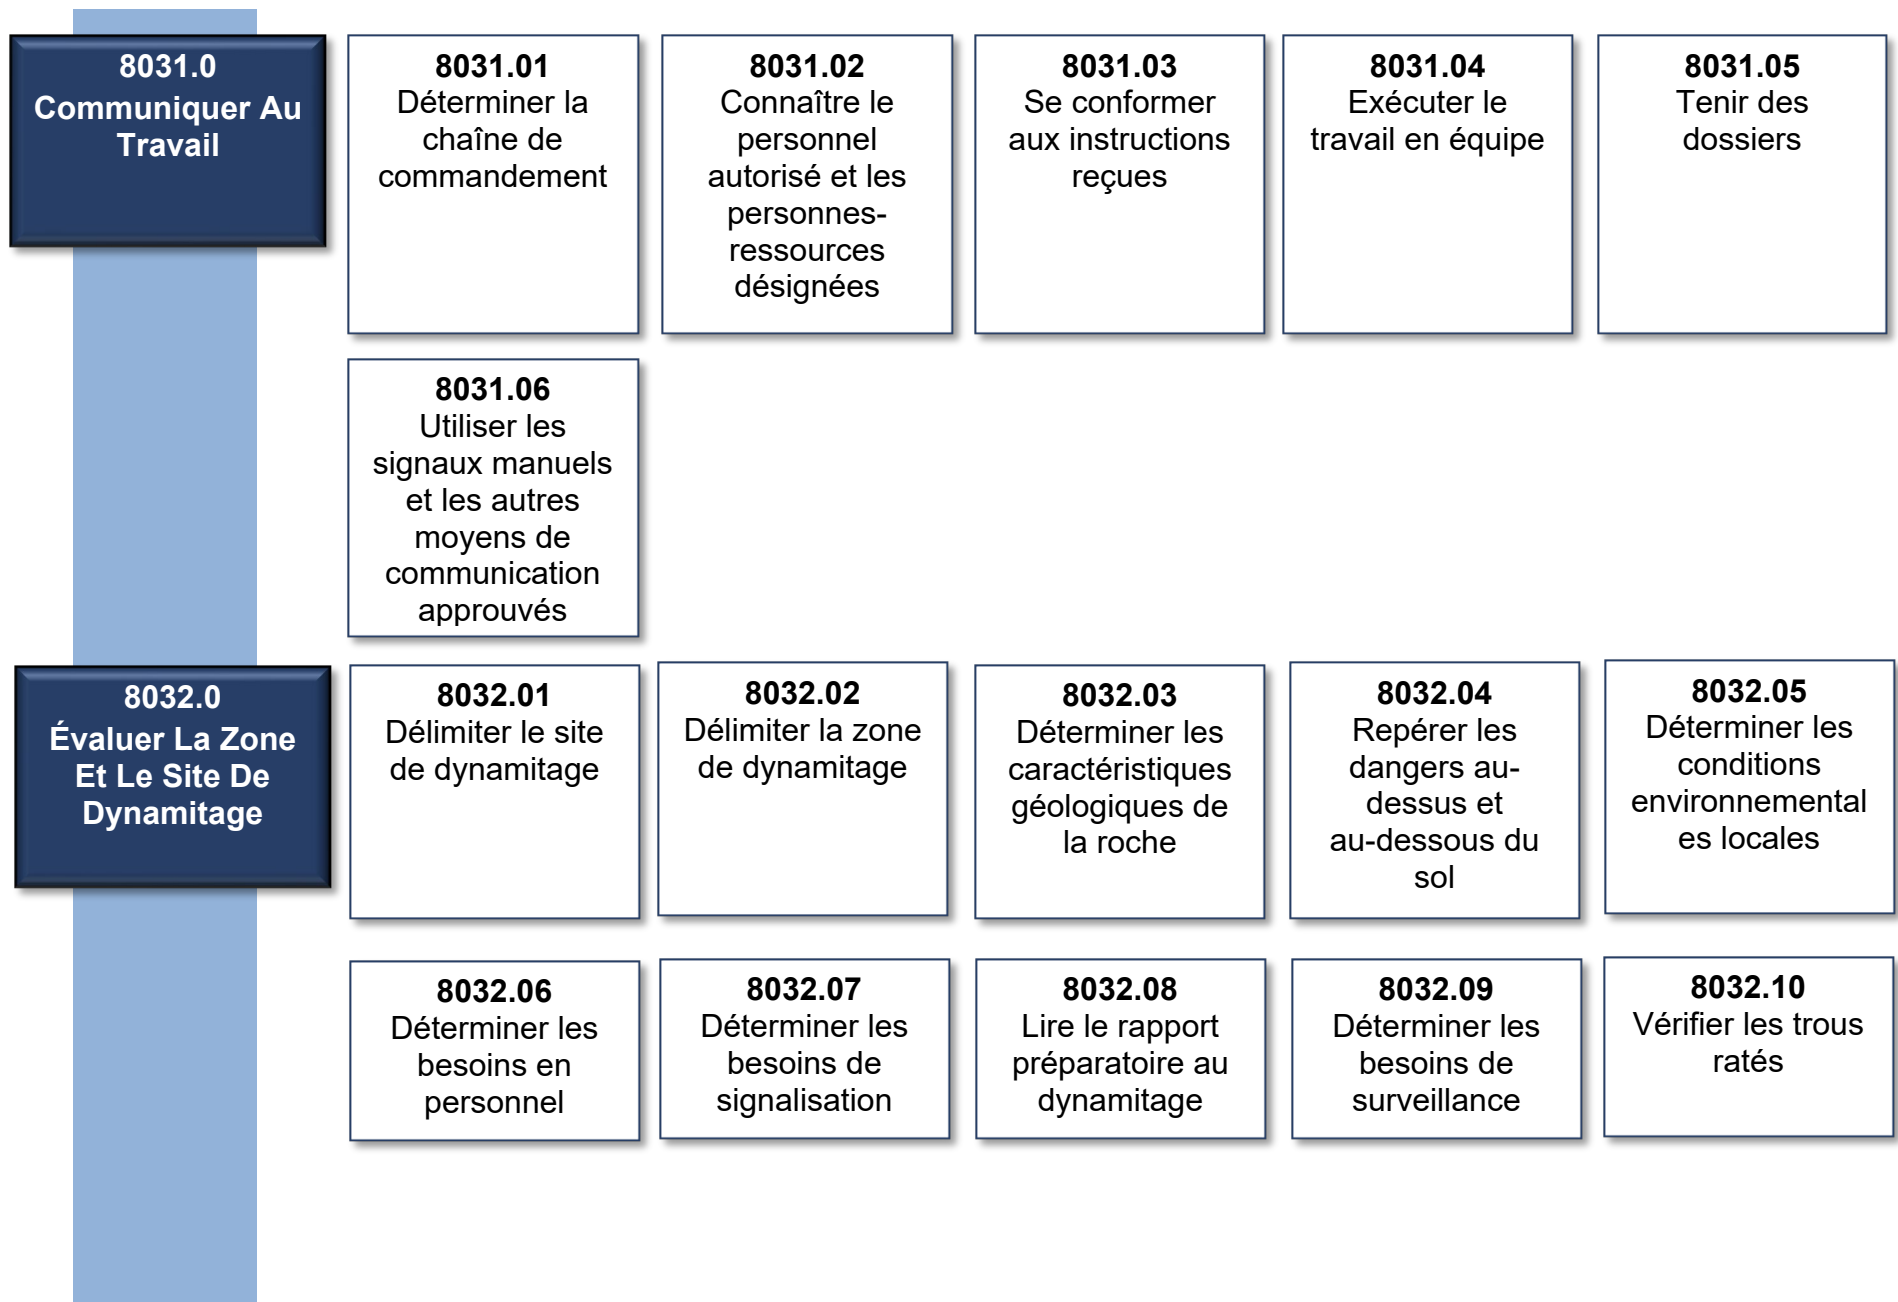 8031.0
Communiquer Au
Travail
8031.01
Déterminer la
chaîne de
commandement
8031.02
Connaître le
personnel
autorisé et les
personnes-
ressources
désignées
8031.03
Se conformer
aux instructions
reçues
8031.04
Exécuter le
travail en équipe
8031.05
Tenir des
dossiers
8031.06
Utiliser les
signaux manuels
et les autres
moyens de
communication
approuvés
8032.0
Évaluer La Zone
Et Le Site De
Dynamitage
8032.01
Délimiter le site
de dynamitage
8032.02
Délimiter la zone
de dynamitage
8032.03
Déterminer les
caractéristiques
géologiques de
la roche
8032.04
Repérer les
dangers au-
dessus et
au-dessous du
sol
8032.05
Déterminer les
conditions
environnemental
es locales
8032.06
Déterminer les
besoins en
personnel
8032.07
Déterminer les
besoins de
signalisation
8032.08
Lire le rapport
préparatoire au
dynamitage
8032.09
Déterminer les
besoins de
surveillance
8032.10
Vérifier les trous
ratés